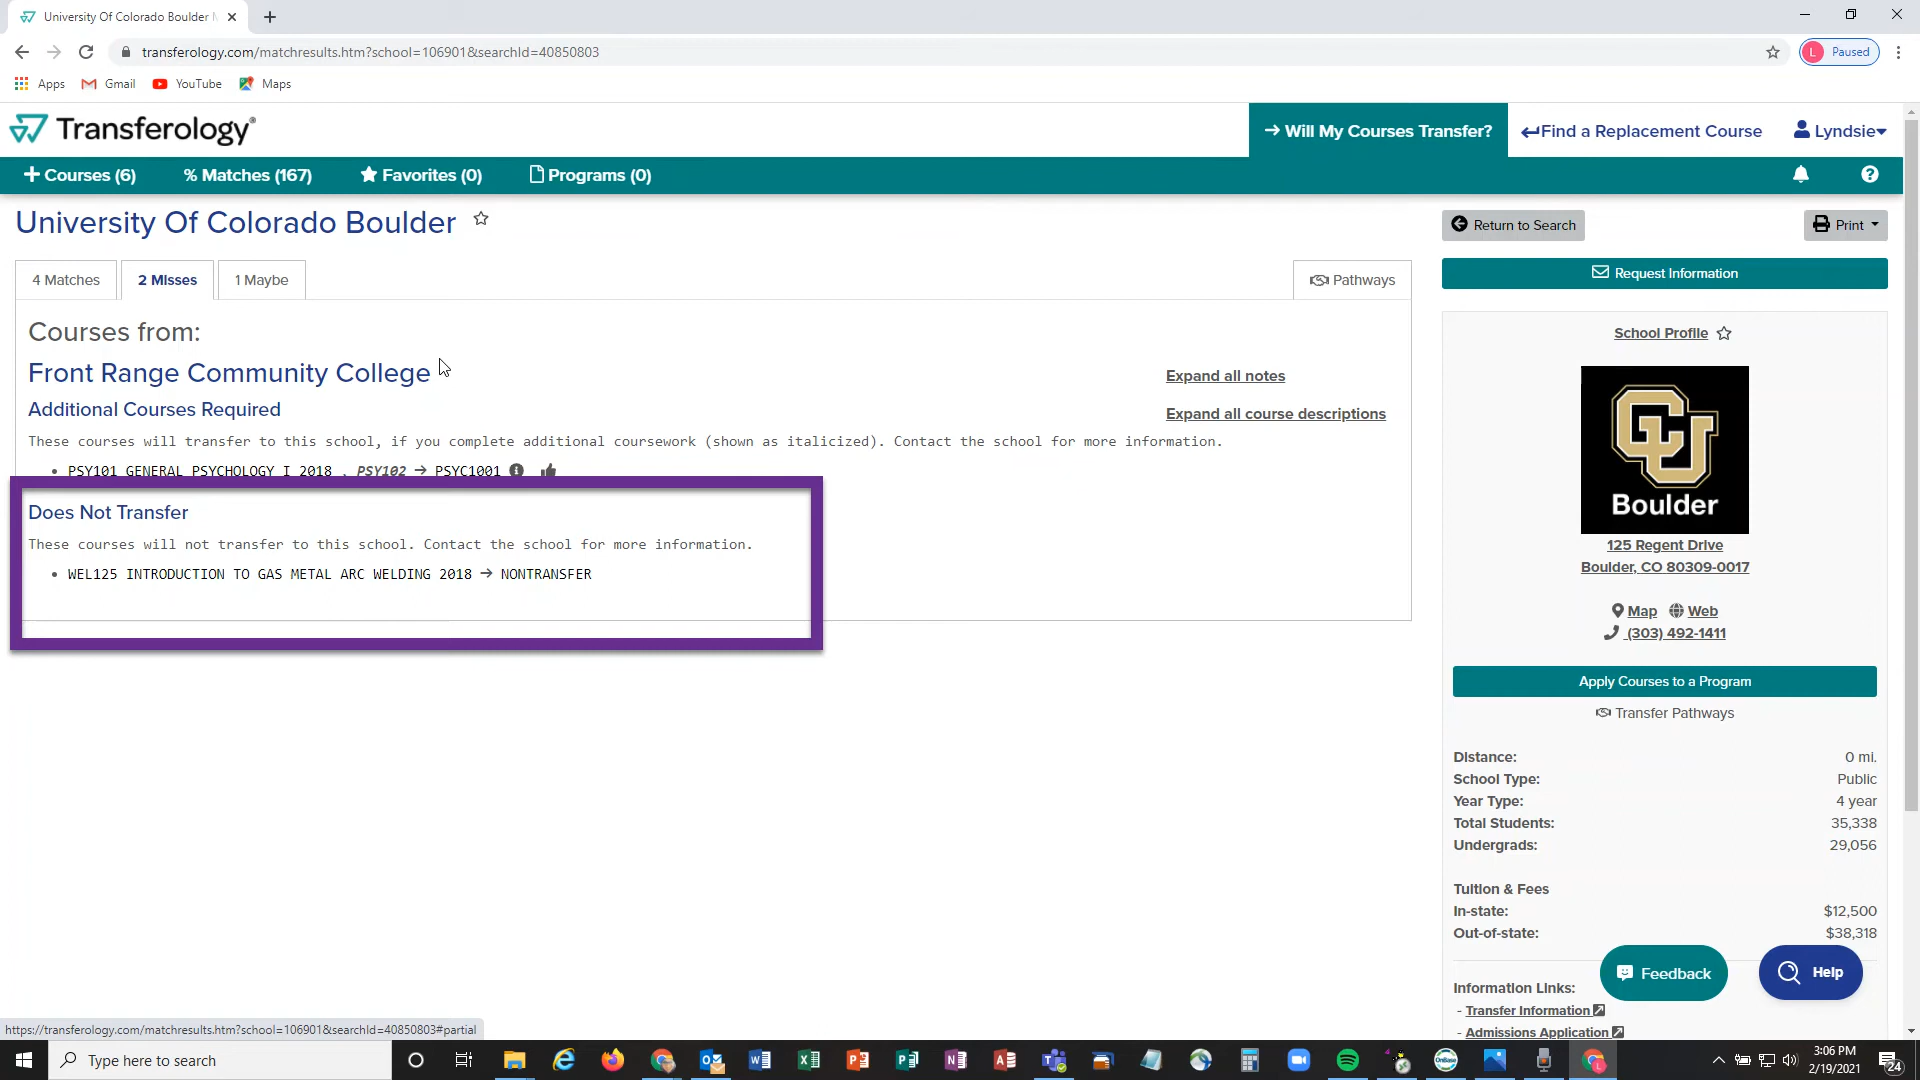 University Of Colorado Boulder M
transferology.com/matchresults.htm?school=106901&searchId=40850803
L Paused
Apps Gmail YouTube Maps
Transferology®
Will My Courses Transfer?
Find a Replacement Course
Lyndsie
Courses (6)
% Matches (167)
Favorites (0)
Programs (0)
University Of Colorado Boulder
Return to Search
Print
4 Matches
2 Misses
1 Maybe
Pathways
Request Information
Courses from:
Front Range Community College
Expand all notes
Additional Courses Required
Expand all course descriptions
These courses will transfer to this school, if you complete additional coursework (shown as italicized). Contact the school for more information.
• PSY101 GENERAL PSYCHOLOGY I 2018 , PSY102 → PSYC1001
Does Not Transfer
These courses will not transfer to this school. Contact the school for more information.
• WEL125 INTRODUCTION TO GAS METAL ARC WELDING 2018 → NONTRANSFER
School Profile
CU
Boulder
125 Regent Drive
Boulder, CO 80309-0017
Map Web
(303) 492-1411
Apply Courses to a Program
Transfer Pathways
Distance: 0 mi.
School Type: Public
Year Type: 4 year
Total Students: 35,338
Undergrads: 29,056
Tuition & Fees
In-state: $12,500
Out-of-state: $38,318
Feedback
Help
Information Links:
- Transfer Information
- Admissions Application
https://transferology.com/matchresults.htm?school=106901&searchId=40850803#partial
Type here to search
3:06 PM
2/19/2021
24